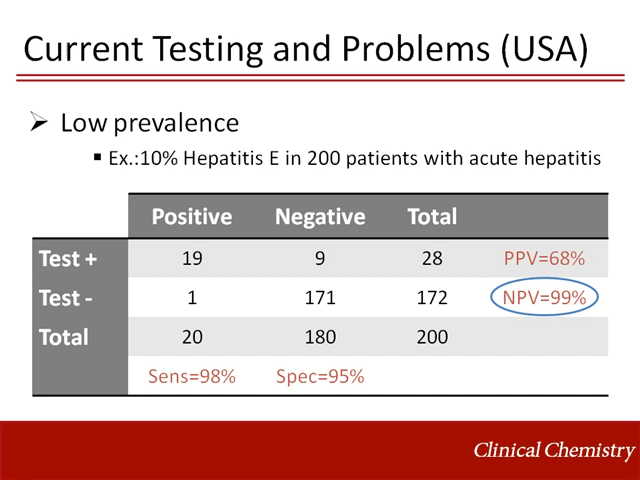 Current Testing and Problems (USA)
Low prevalence
Ex.:10% Hepatitis E in 200 patients with acute hepatitis
Positive Negative Total
Test + 19 9 28 PPV=68%
Test - 1 171 172 NPV=99%
Total 20 180 200
Sens=98% Spec=95%
Clinical Chemistry